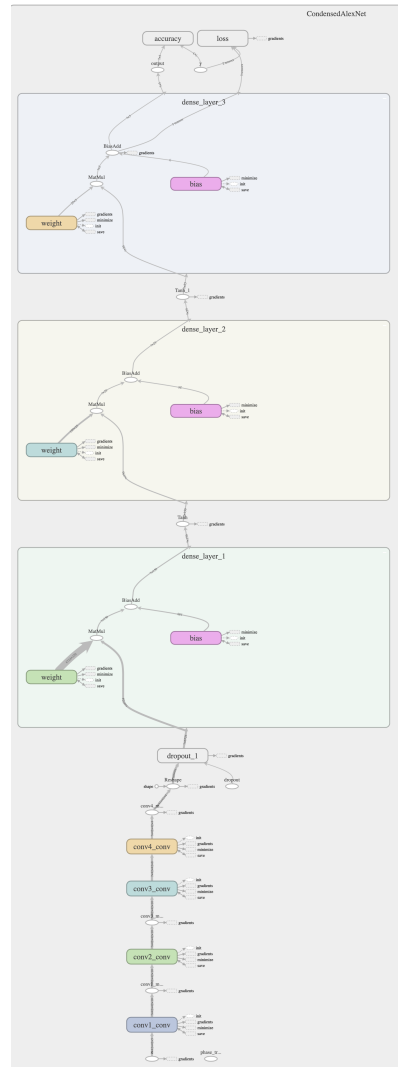 CondensedAlexNet
accuracy
loss
gradients
output
y
dense_layer_3
BiasAdd
gradients
MatMul
bias
minimize
init
save
weight
gradients
minimize
init
save
Tanh_1
gradients
dense_layer_2
BiasAdd
MatMul
bias
minimize
init
save
weight
gradients
minimize
init
save
Tanh
gradients
dense_layer_1
BiasAdd
MatMul
bias
minimize
init
save
weight
gradients
minimize
init
save
dropout_1
gradients
shape
Reshape
gradients
dropout
conv4_m...
gradients
conv4_conv
init
gradients
minimize
save
conv3_conv
init
gradients
minimize
save
gradients
conv2_conv
init
gradients
minimize
save
gradients
conv1_conv
init
gradients
minimize
save
gradients
phase_tr...